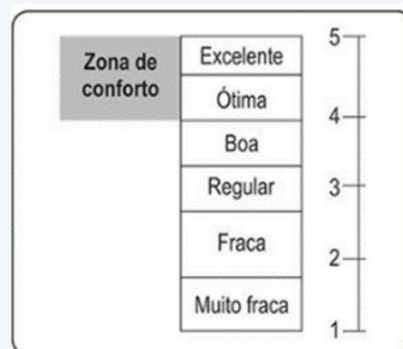 Zona de
conforto
Excelente
Ótima
Boa
Regular
Fraca
Muito fraca
5
4
3
2
1